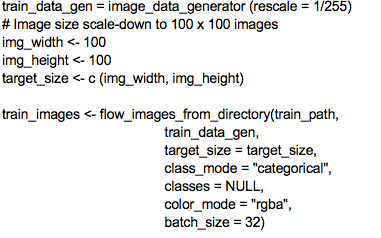 train_data_gen = image_data_generator (rescale = 1/255)
# Image size scale-down to 100 x 100 images
img_width <- 100
img_height <- 100
target_size <- c (img_width, img_height)
train_images <- flow_images_from_directory(train_path,
train_data_gen,
target_size = target_size,
class_mode = "categorical",
classes = NULL,
color_mode = "rgba",
batch_size = 32)